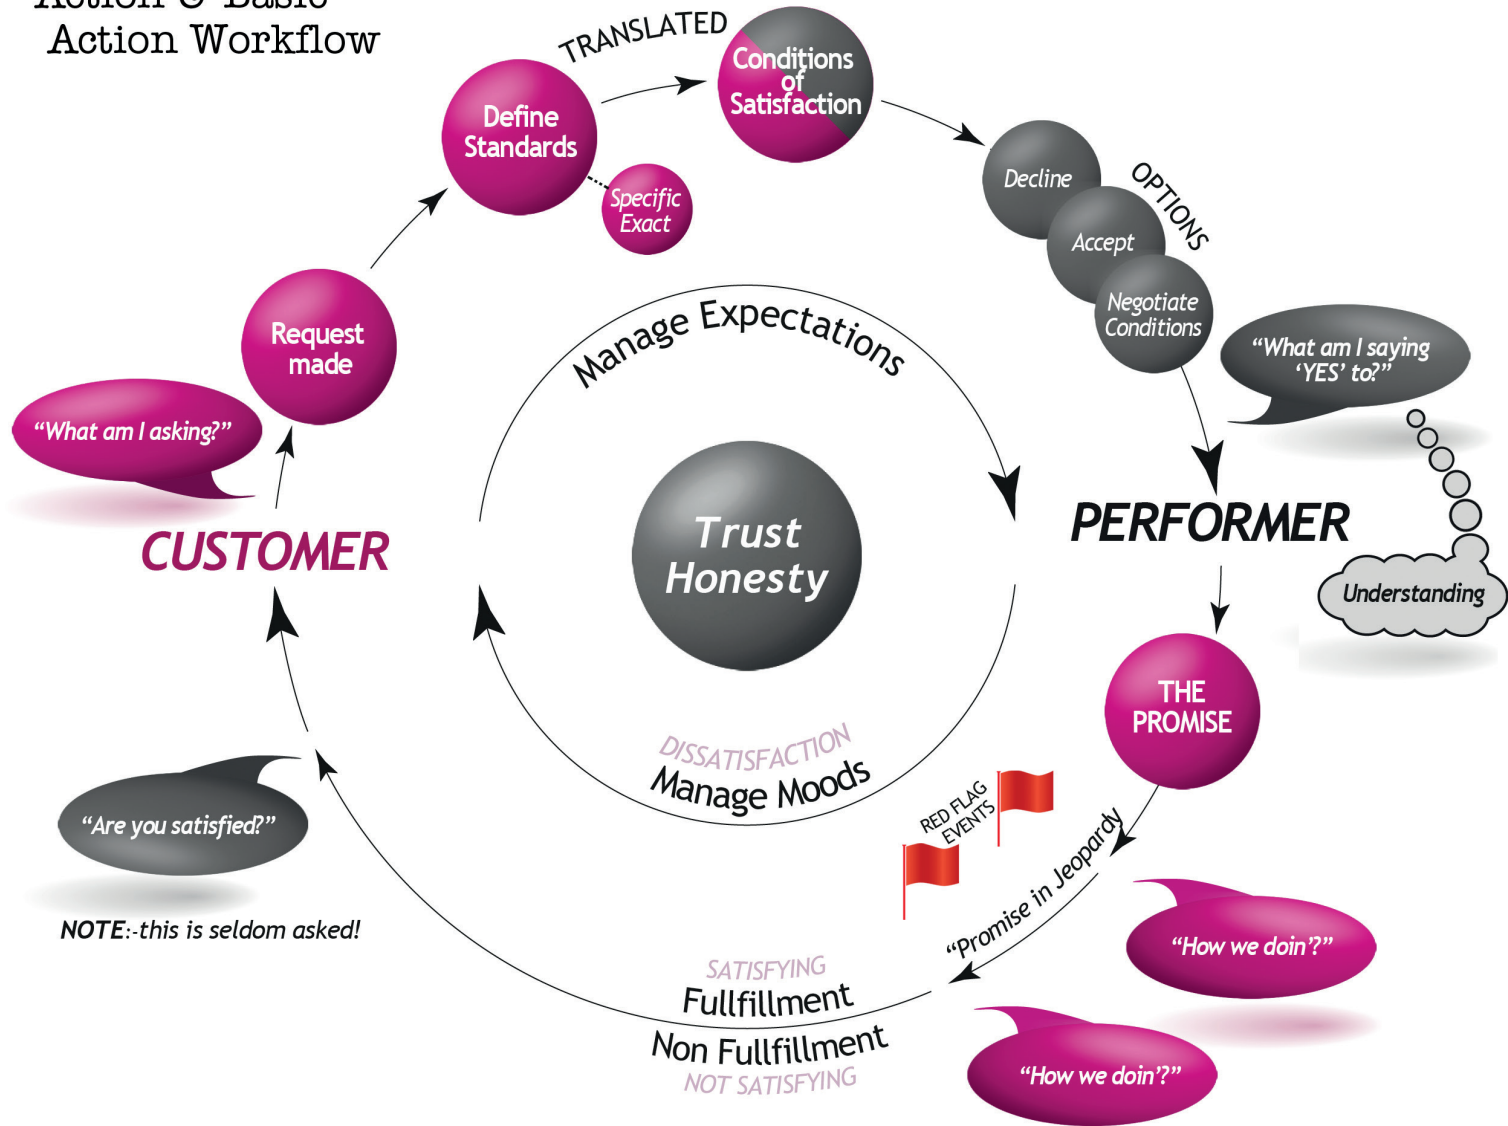 Action & Basic
Action Workflow
TRANSLATED
Conditions
of
Satisfaction
Define
Standards
Specific
Exact
Decline
Accept
Negotiate
Conditions
OPTIONS
Request
made
"What am I asking?"
CUSTOMER
Manage Expectations
Trust
Honesty
"What am I saying
'YES' to?"
PERFORMER
Understanding
THE
PROMISE
DISSATISFACTION
Manage Moods
RED FLAG
EVENTS
"Promise in Jeopardy
"How we doin'?"
"How we doin'?"
SATISFYING
Fullfillment
Non Fullfillment
NOT SATISFYING
"Are you satisfied?"
NOTE:-this is seldom asked!